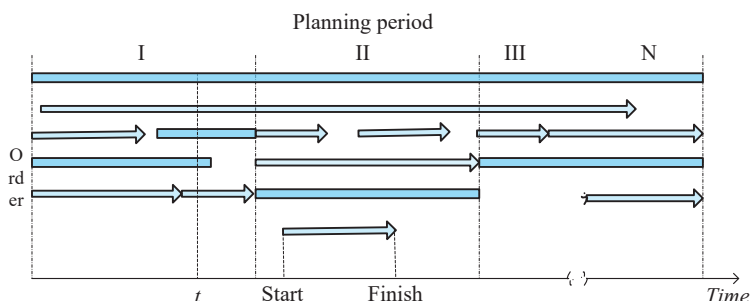 Planning period
I II III N
O
rd
er
t Start Finish Time